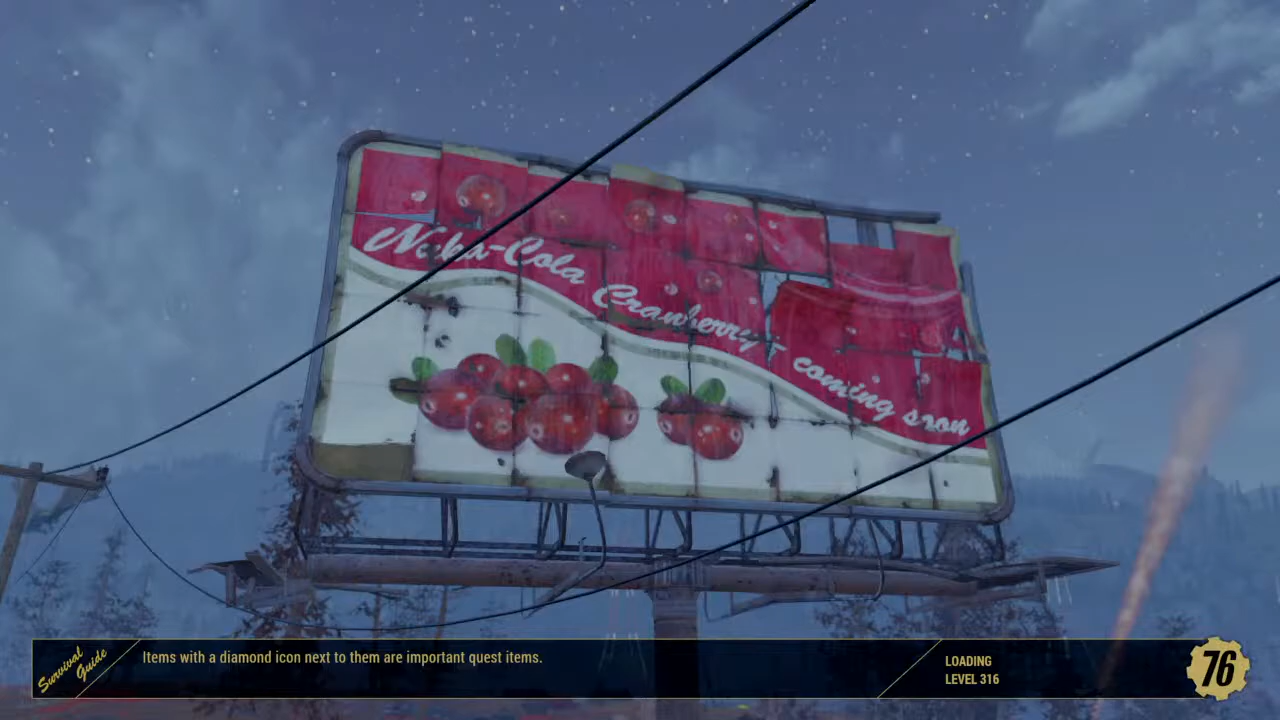 Nuka-Cola Cranberry - coming soon
Survival
Guide
Items with a diamond icon next to them are important quest items.
LOADING
LEVEL 316
76